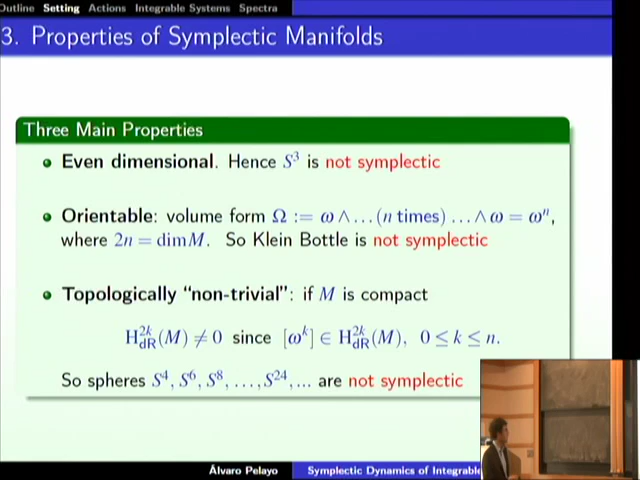 Outline Setting Actions Integrable Systems Spectra
3. Properties of Symplectic Manifolds
Three Main Properties
• Even dimensional. Hence S³ is not symplectic
• Orientable: volume form Ω := ω ∧ …(n times) … ∧ ω = ωⁿ,
where 2n = dim M. So Klein Bottle is not symplectic
• Topologically “non-trivial”: if M is compact
H²ᵏ_dR(M) ≠ 0 since [ωᵏ] ∈ H²ᵏ_dR(M), 0 ≤ k ≤ n.
So spheres S⁴, S⁶, S⁸, …, S²⁴, ... are not symplectic
Álvaro Pelayo Symplectic Dynamics of Integrable